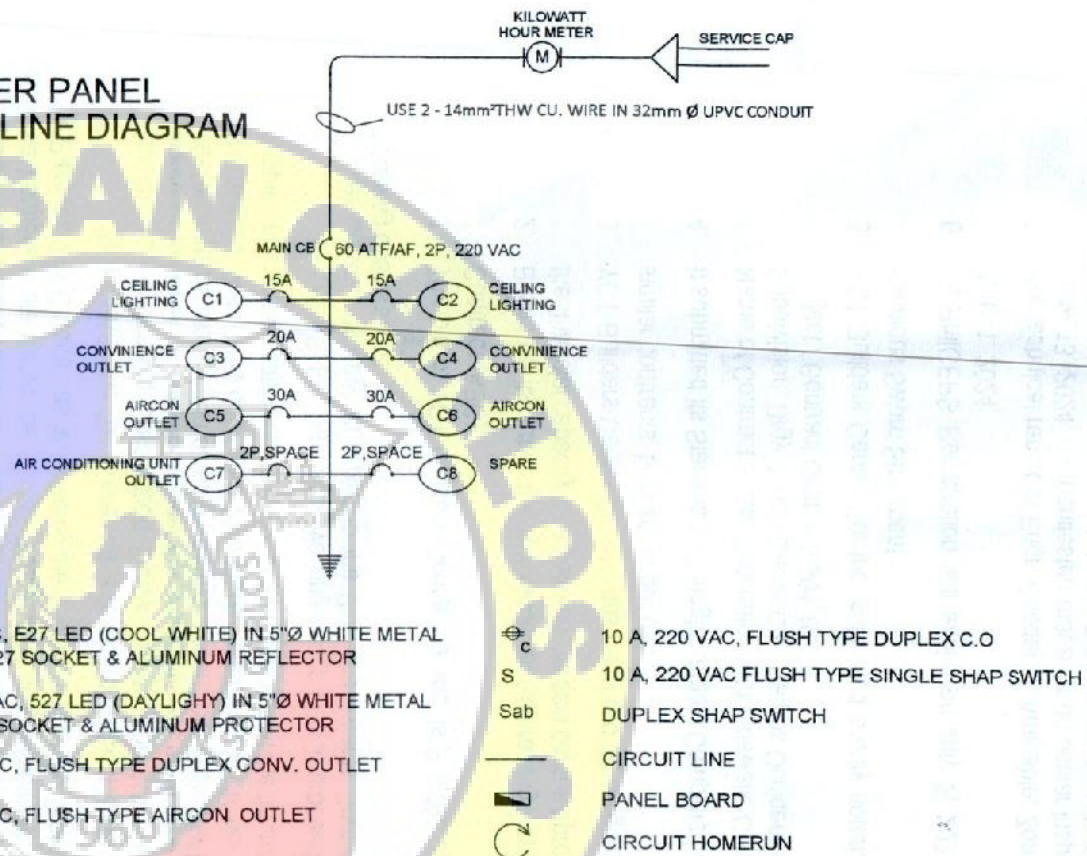 KILOWATT
HOUR METER
M
SERVICE CAP
ER PANEL
LINE DIAGRAM
USE 2 - 14mm²THW CU. WIRE IN 32mm Ø UPVC CONDUIT
MAIN CB 60 ATF/AF, 2P, 220 VAC
CEILING
LIGHTING
C1
15A
15A
C2
CEILING
LIGHTING
CONVINIENCE
OUTLET
C3
20A
20A
C4
CONVINIENCE
OUTLET
AIRCON
OUTLET
C5
30A
30A
C6
AIRCON
OUTLET
AIR CONDITIONING UNIT
OUTLET
C7
2P,SPACE
2P,SPACE
C8
SPARE
, E27 LED (COOL WHITE) IN 5"Ø WHITE METAL
27 SOCKET & ALUMINUM REFLECTOR
AC, 527 LED (DAYLIGHY) IN 5"Ø WHITE METAL
SOCKET & ALUMINUM PROTECTOR
C, FLUSH TYPE DUPLEX CONV. OUTLET
C, FLUSH TYPE AIRCON OUTLET
C
10 A, 220 VAC, FLUSH TYPE DUPLEX C.O
S
10 A, 220 VAC FLUSH TYPE SINGLE SHAP SWITCH
Sab
DUPLEX SHAP SWITCH
CIRCUIT LINE
PANEL BOARD
CIRCUIT HOMERUN
SAN CARLOS
1960